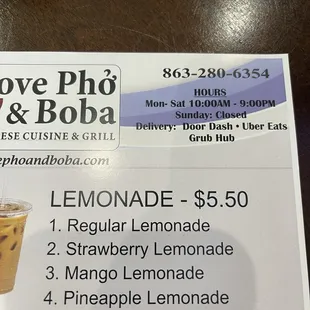 ove Phở
& Boba
ESE CUISINE & GRILL
ephoandboba.com
863-280-6354
HOURS
Mon- Sat 10:00AM - 9:00PM
Sunday: Closed
Delivery: Door Dash • Uber Eats
Grub Hub
LEMONADE - $5.50
1. Regular Lemonade
2. Strawberry Lemonade
3. Mango Lemonade
4. Pineapple Lemonade